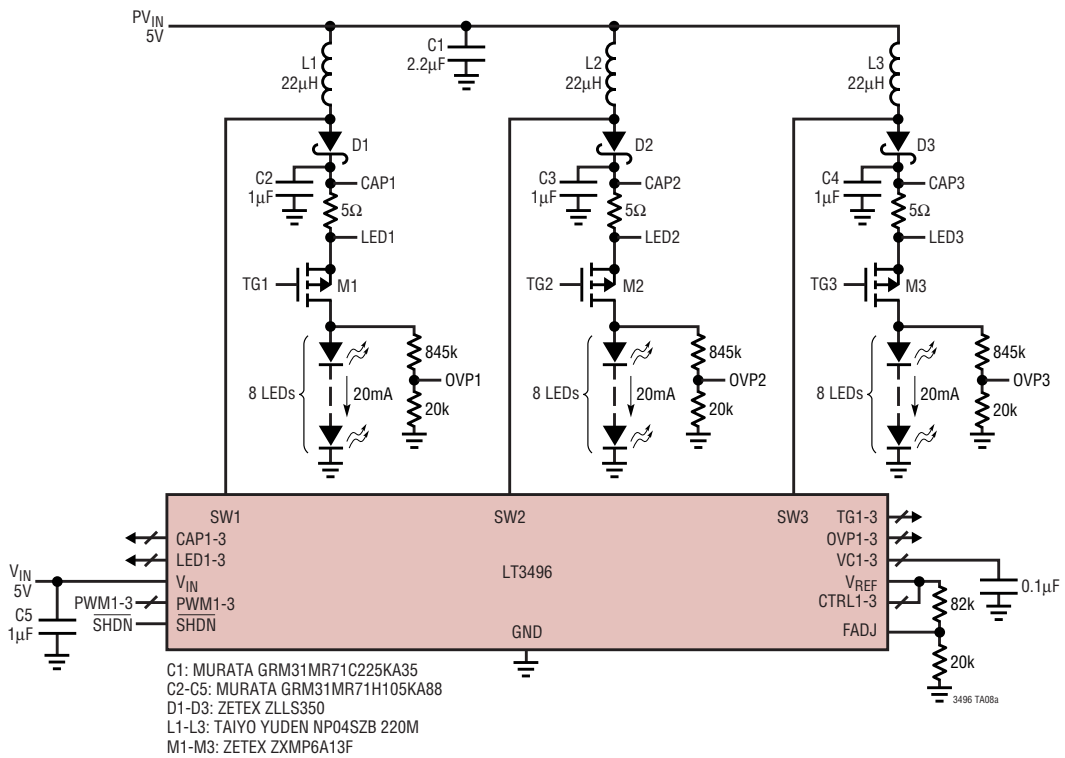 PVIN
5V
C1
2.2µF
L1
22µH
L2
22µH
L3
22µH
D1
D2
D3
C2
1µF
CAP1
C3
1µF
CAP2
C4
1µF
CAP3
5Ω
5Ω
5Ω
LED1
LED2
LED3
TG1
M1
TG2
M2
TG3
M3
845k
845k
845k
8 LEDs
20mA
OVP1
8 LEDs
20mA
OVP2
8 LEDs
20mA
OVP3
20k
20k
20k
SW1
SW2
SW3
TG1-3
CAP1-3
OVP1-3
LED1-3
VC1-3
LT3496
VIN
5V
VIN
VREF
0.1µF
PWM1-3
PWM1-3
CTRL1-3
82k
C5
1µF
SHDN
SHDN
GND
FADJ
20k
C1: MURATA GRM31MR71C225KA35
C2-C5: MURATA GRM31MR71H105KA88
D1-D3: ZETEX ZLLS350
L1-L3: TAIYO YUDEN NP04SZB 220M
M1-M3: ZETEX ZXMP6A13F
3496 TA08a